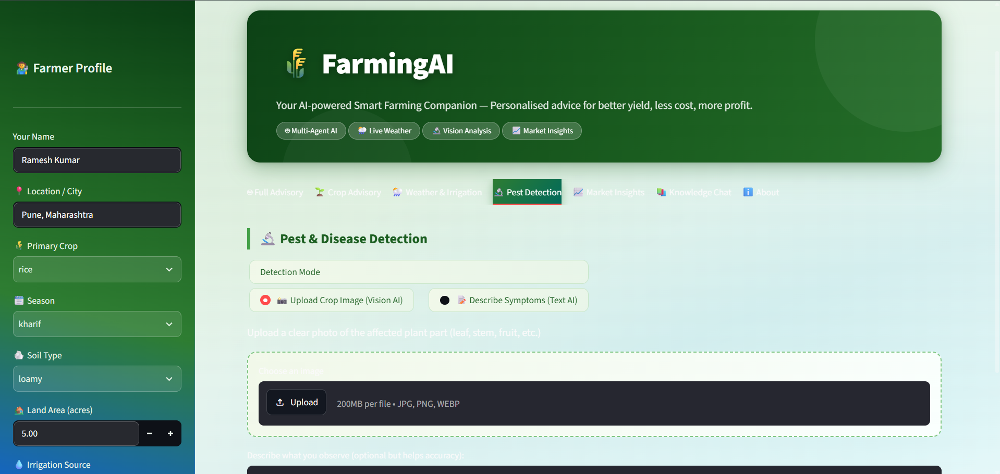 Farmer Profile
Your Name
Ramesh Kumar
Location / City
Pune, Maharashtra
Primary Crop
rice
Season
kharif
Soil Type
loamy
Land Area (acres)
5.00
Irrigation Source
FarmingAI
Your AI-powered Smart Farming Companion — Personalised advice for better yield, less cost, more profit.
Multi-Agent AI Live Weather Vision Analysis Market Insights
Full Advisory Crop Advisory Weather & Irrigation Pest Detection Market Insights Knowledge Chat About
Pest & Disease Detection
Detection Mode
Upload Crop Image (Vision AI) Describe Symptoms (Text AI)
Upload a clear photo of the affected plant part (leaf, stem, fruit, etc.)
Choose an image
Upload 200MB per file • JPG, PNG, WEBP
Describe what you observe (optional but helps accuracy):